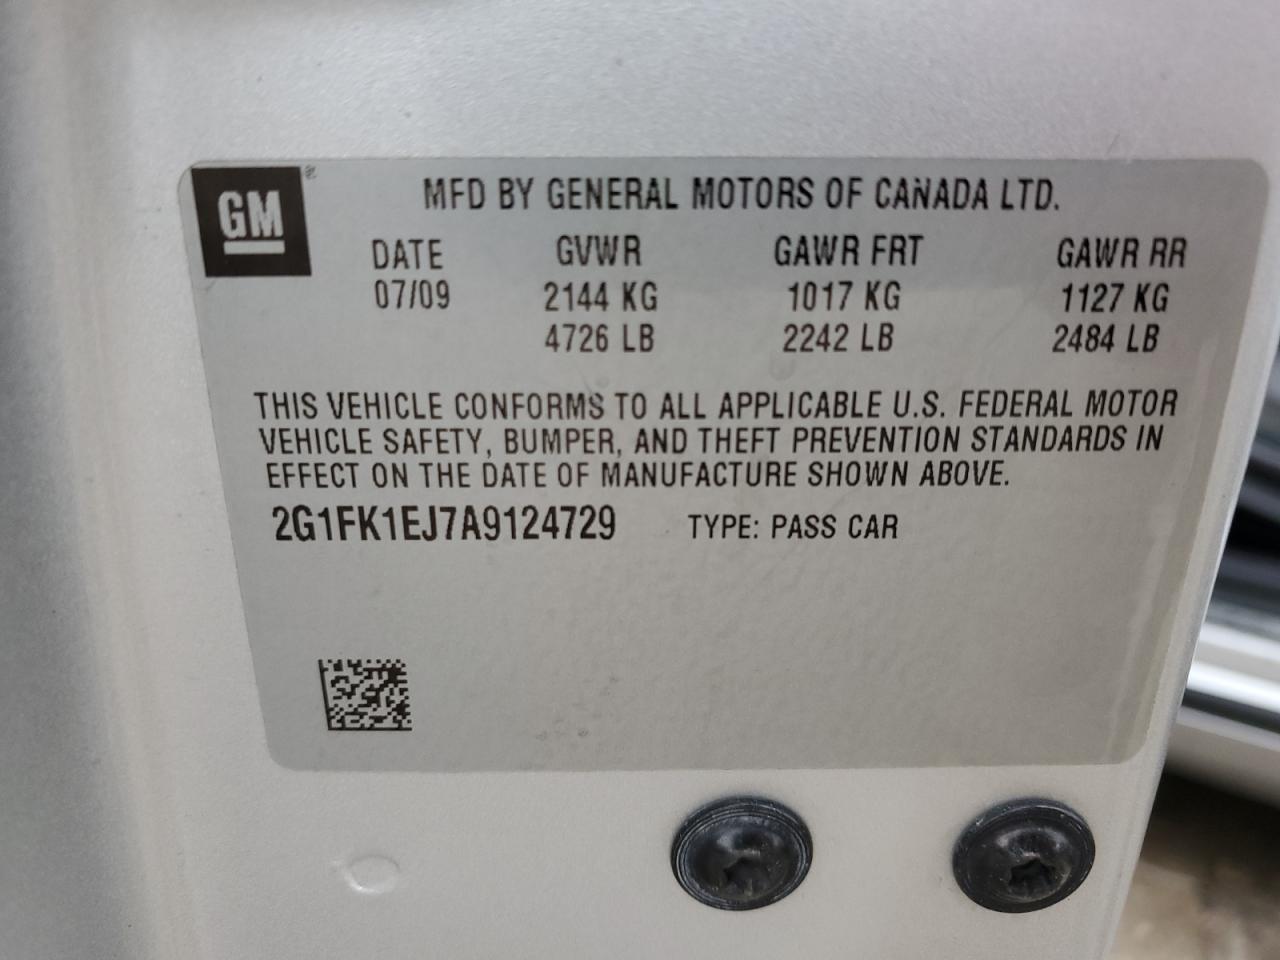 GM®
MFD BY GENERAL MOTORS OF CANADA LTD.
DATE GVWR GAWR FRT GAWR RR
07/09 2144 KG 1017 KG 1127 KG
4726 LB 2242 LB 2484 LB
THIS VEHICLE CONFORMS TO ALL APPLICABLE U.S. FEDERAL MOTOR
VEHICLE SAFETY, BUMPER, AND THEFT PREVENTION STANDARDS IN
EFFECT ON THE DATE OF MANUFACTURE SHOWN ABOVE.
2G1FK1EJ7A9124729 TYPE: PASS CAR